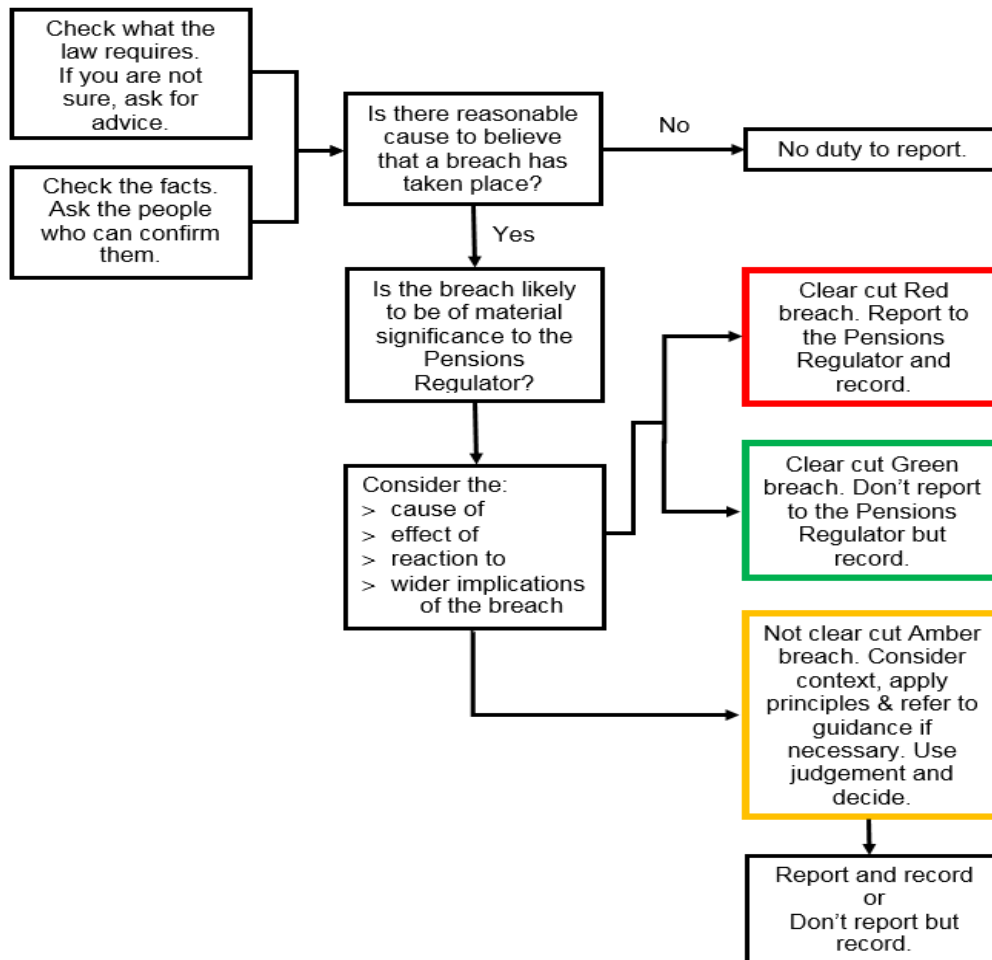 Check what the
law requires.
If you are not
sure, ask for
advice.
Check the facts.
Ask the people
who can confirm
them.
Is there reasonable
cause to believe
that a breach has
taken place?
No
No duty to report.
Yes
Is the breach likely
to be of material
significance to the
Pensions
Regulator?
Clear cut Red
breach. Report to
the Pensions
Regulator and
record.
Consider the:
> cause of
> effect of
> reaction to
> wider implications
of the breach
Clear cut Green
breach. Don’t report
to the Pensions
Regulator but
record.
Not clear cut Amber
breach. Consider
context, apply
principles & refer to
guidance if
necessary. Use
judgement and
decide.
Report and record
or
Don’t report but
record.